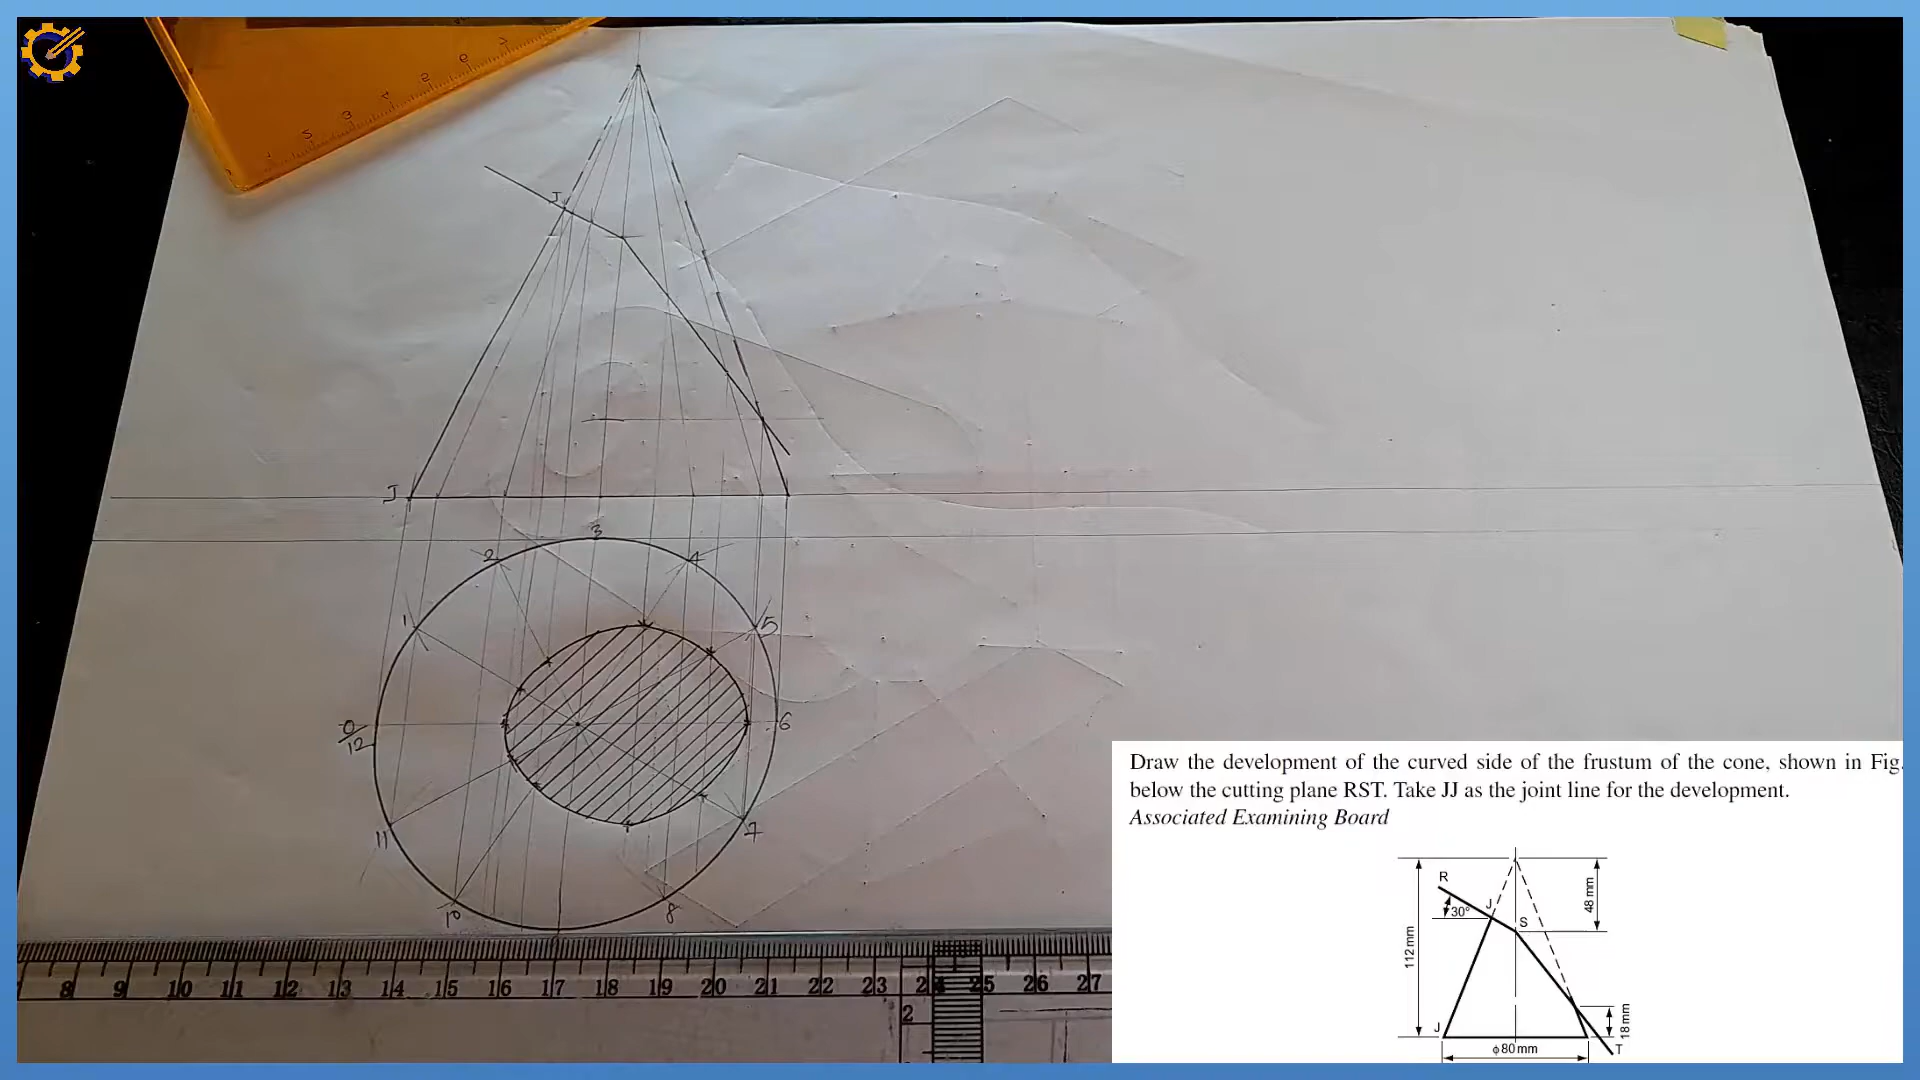 J
J
3
2
4
1
5
0
12
6
11
7
10
8
8 9 10 11 12 13 14 15 16 17 18 19 20 21 22 23 24 25 26 27
2
Draw the development of the curved side of the frustum of the cone, shown in Fig.
below the cutting plane RST. Take JJ as the joint line for the development.
Associated Examining Board
R
J
30°
S
48 mm
112 mm
J
18 mm
ϕ 80 mm
T